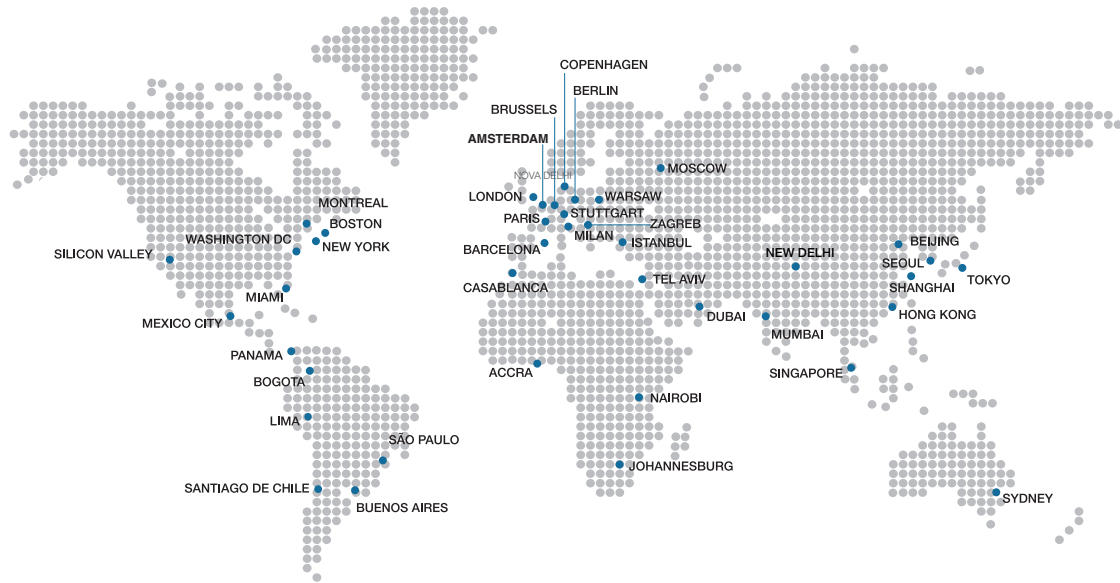 COPENHAGEN
BERLIN
BRUSSELS
AMSTERDAM
MOSCOW
NOVA DELHI
LONDON
WARSAW
MONTREAL
STUTTGART
PARIS
BOSTON
ZAGREB
MILAN
WASHINGTON DC
NEW YORK
BARCELONA
ISTANBUL
BEIJING
SILICON VALLEY
NEW DELHI
SEOUL
TOKYO
CASABLANCA
TEL AVIV
SHANGHAI
MIAMI
MEXICO CITY
DUBAI
HONG KONG
MUMBAI
PANAMA
ACCRA
SINGAPORE
BOGOTA
NAIROBI
LIMA
SÃO PAULO
JOHANNESBURG
SANTIAGO DE CHILE
SYDNEY
BUENOS AIRES